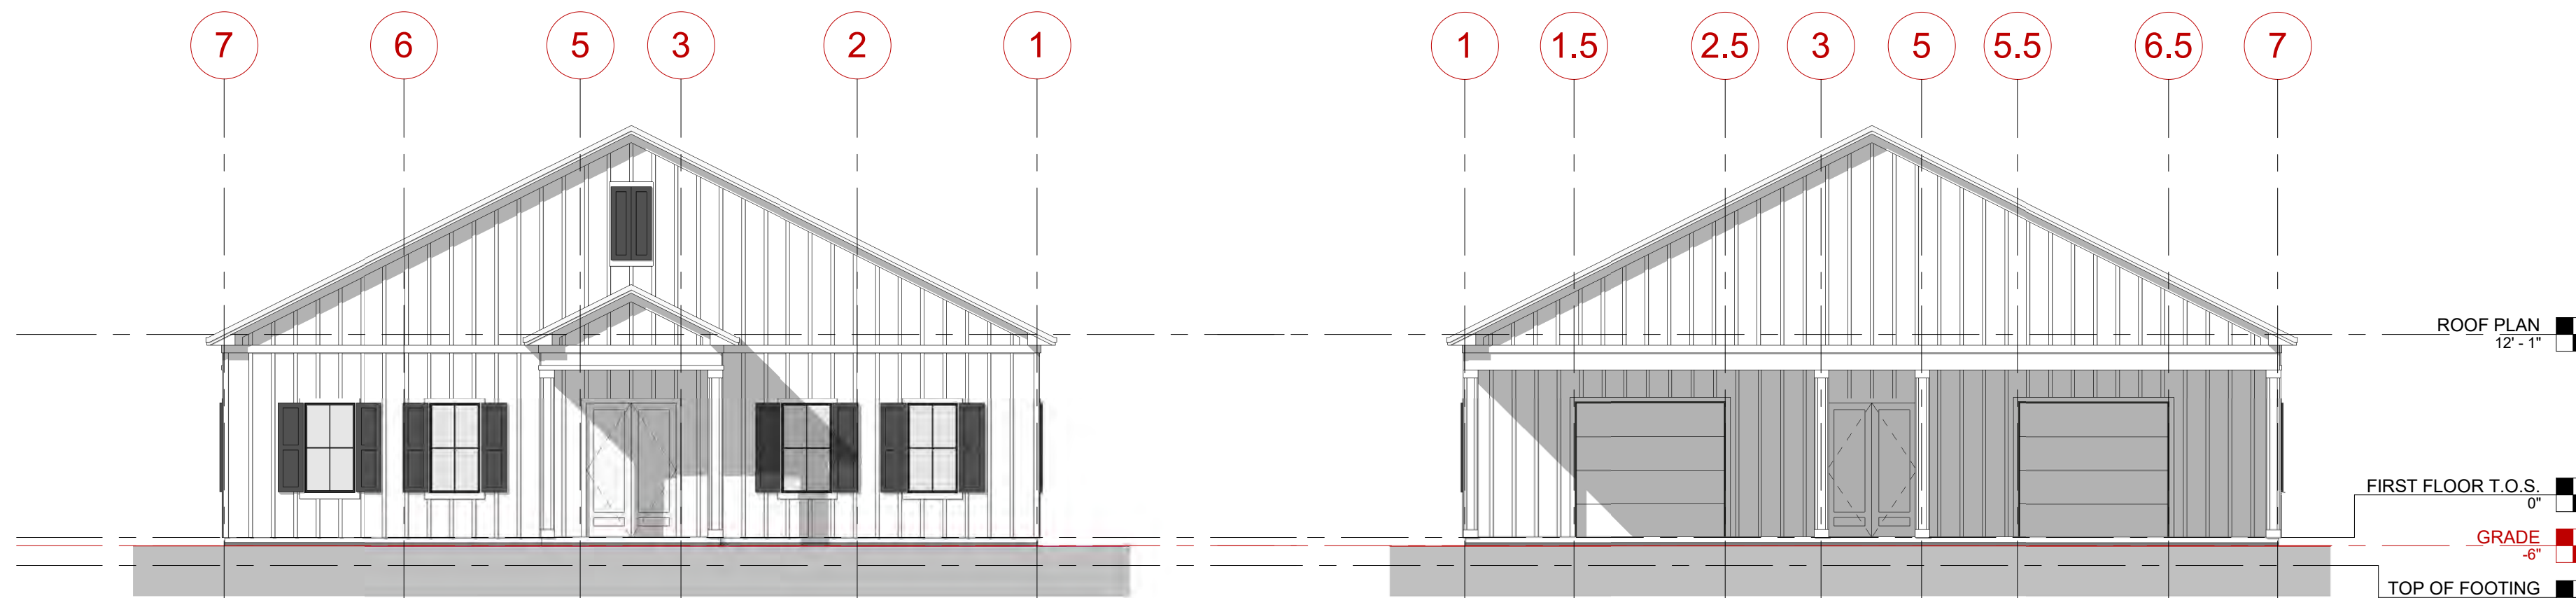 7 6 5 3 2 1 1 1.5 2.5 3 5 5.5 6.5 7
ROOF PLAN
12' - 1"
FIRST FLOOR T.O.S.
0"
GRADE
-6"
TOP OF FOOTING